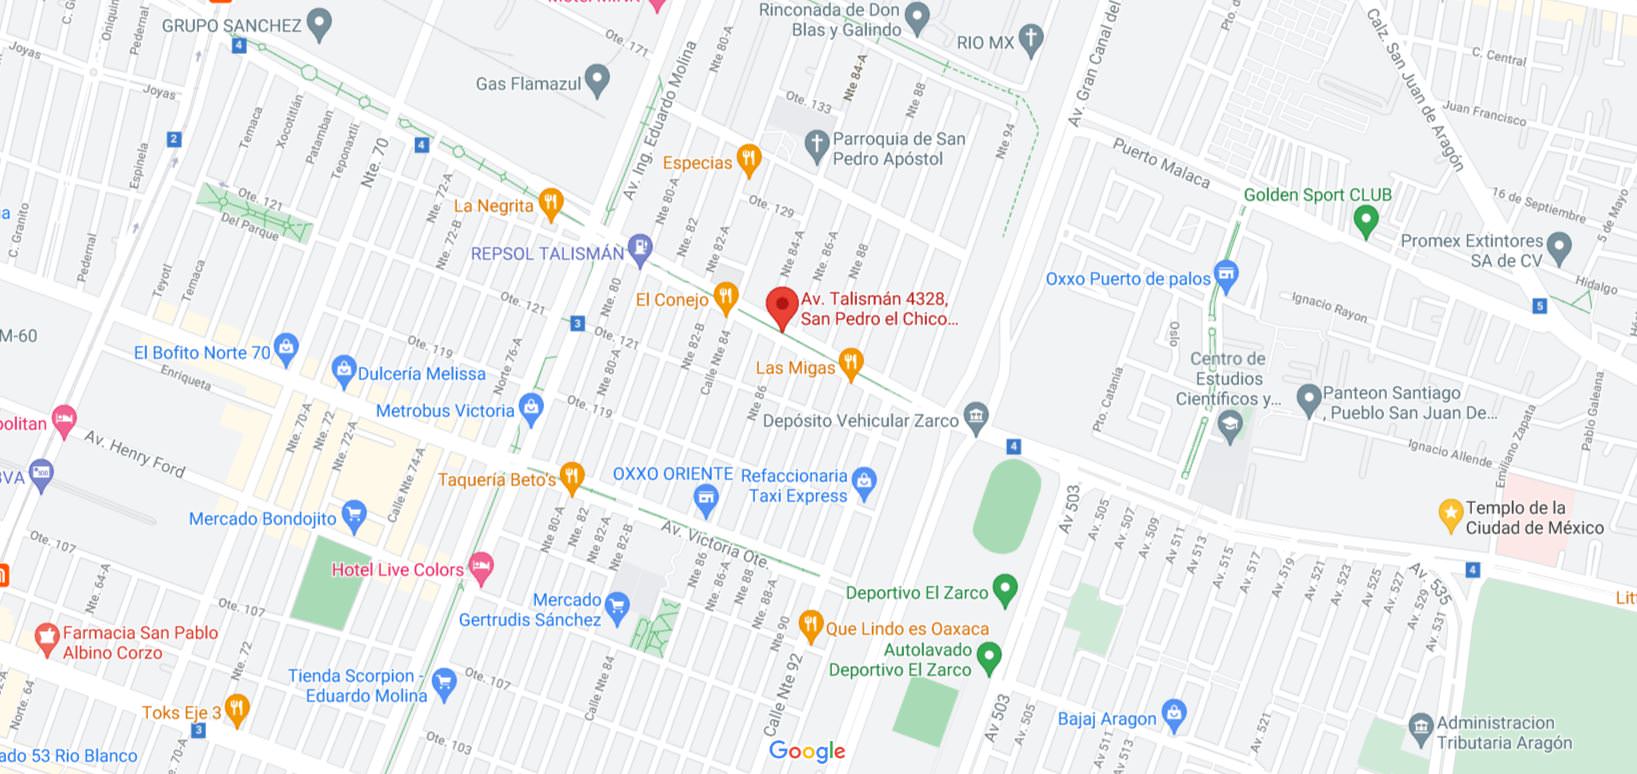 Motel MINK
GRUPO SANCHEZ
4
Joyas
Oniquin
Pedernal
Ote. 171
Nte 80-A
Rinconada de Don
Blas y Galindo
RIO MX
Av. Gran Canal del
Pto.
Calz. San Juan de Aragón
C. Central
Gas Flamazul
Av. Ing. Eduardo Molina
Nte 84-A
Ote. 133
Nte 88
Juan Francisco
Joyas
Temaca
Xocotitlán
Patamban
Teponaxtli
2
Espinela
4
Nte. 70
Parroquia de San
Pedro Apóstol
Nte 94
Puerto Malaca
Especias
Golden Sport CLUB
16 de Septiembre
5 de Mayo
Ote. 121
Del Parque
Nte. 72-A
Nte. 72-B
La Negrita
Nte 80-A
Nte. 82
Nte. 82-A
Ote. 129
Nte 84-A
Nte 86-A
Nte 88
C. Granito
Pedernal
REPSOL TALISMÁN
Promex Extintores
SA de CV
Hidalgo
Teyotl
Temaca
Nte. 80
El Conejo
Av. Talismán 4328,
San Pedro el Chico...
Oxxo Puerto de palos
Ignacio Rayon
5
Ote. 121
3
Ote. 121
Nte 82-B
Calle Nte 84
M-60
El Bofito Norte 70
Ote. 119
Norte 76-A
Nte 80-A
Oslo
Centro de
Estudios
Científicos y...
Enriqueta
Dulcería Melissa
Las Migas
Nte 86
Pto. Catania
Panteon Santiago
, Pueblo San Juan De...
Pablo Galeana
Emiliano Zapata
Metrobus Victoria
Ote. 119
Depósito Vehicular Zarco
4
Ignacio Allende
politan
Av. Henry Ford
Nte. 70-A
Nte. 72
Nte. 72-A
Calle Nte 74-A
BVA
Taquería Beto's
OXXO ORIENTE
Refaccionaria
Taxi Express
Av 503
Av. 505
Av. 507
Av. 509
Av. 511
Av. 513
Av. 515
Av. 517
Av. 519
Av. 521
Av. 523
Av. 525
Av. 527
Av. 529
Av. 531
Av. 535
Templo de la
Ciudad de México
4
Mercado Bondojito
Nte 80-A
Nte. 82
Nte 82-A
Nte 82-B
Av. Victoria Ote.
Ote. 107
Nte. 64-A
Hotel Live Colors
Nte 86
Nte. 86-A
Nte 88
Nte. 88-A
Nte 90
Deportivo El Zarco
Litt
Ote. 107
Mercado
Gertrudis Sánchez
Que Lindo es Oaxaca
Autolavado
Deportivo El Zarco
Farmacia San Pablo
Albino Corzo
Nte. 72
Tienda Scorpion -
Eduardo Molina
Ote. 107
Calle Nte 84
Calle Nte 92
Norte. 64
Toks Eje 3
3
Nte. 70-A
Ote. 103
Av 503
Av. 505
Bajaj Aragon
Av. 511
Av. 513
Av. 521
Administracion
Tributaria Aragón
ado 53 Rio Blanco
Google